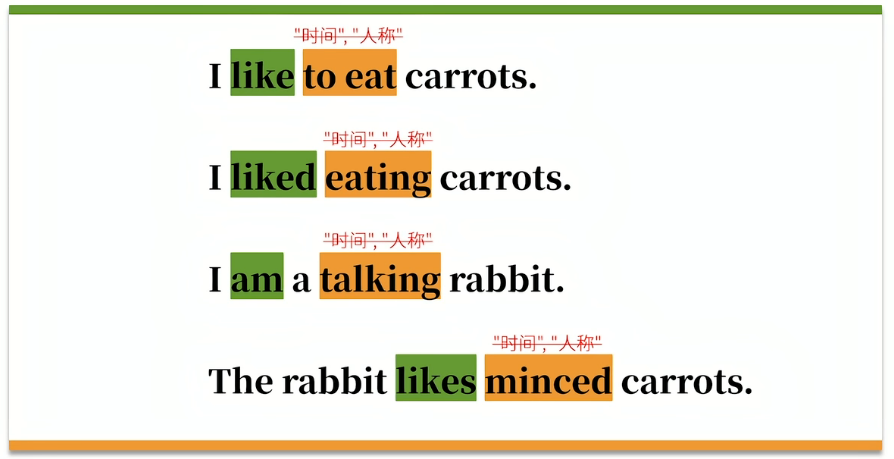 "时间","人称"
I like to eat carrots.
"时间","人称"
I liked eating carrots.
"时间","人称"
I am a talking rabbit.
"时间","人称"
The rabbit likes minced carrots.